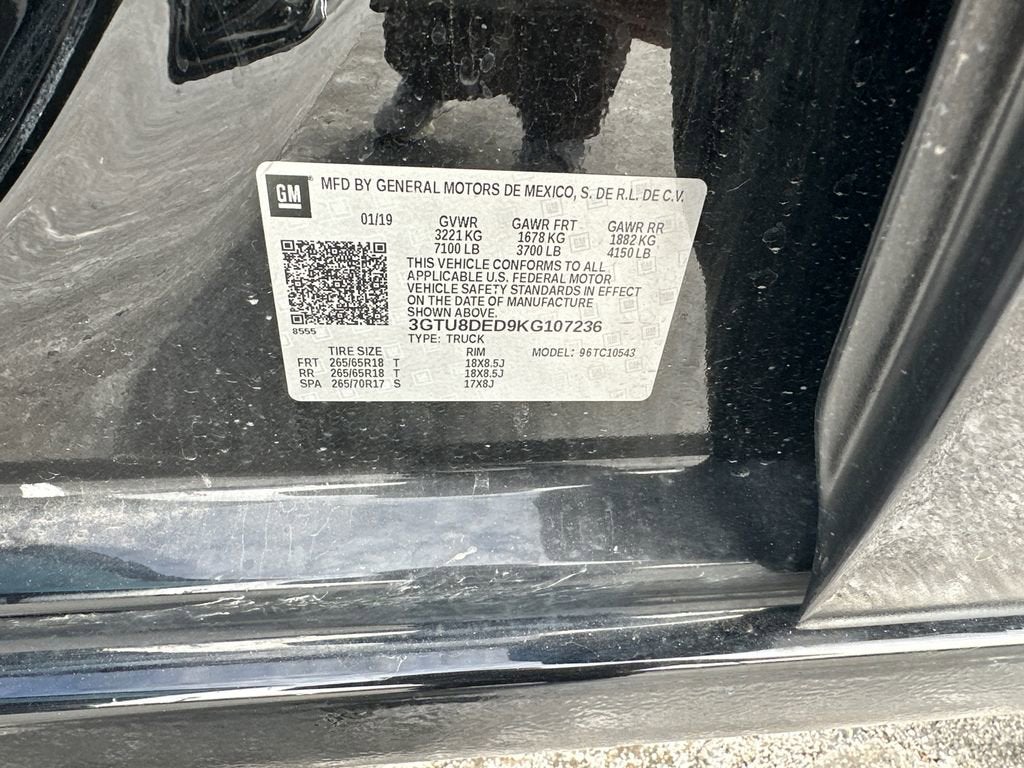 GM
MFD BY GENERAL MOTORS DE MEXICO, S. DE R.L. DE C.V.
01/19 GVWR GAWR FRT GAWR RR
3221 KG 1678 KG 1882 KG
7100 LB 3700 LB 4150 LB
THIS VEHICLE CONFORMS TO ALL
APPLICABLE U.S. FEDERAL MOTOR
VEHICLE SAFETY STANDARDS IN EFFECT
ON THE DATE OF MANUFACTURE
SHOWN ABOVE.
8555
3GTU8DED9KG107236
TYPE: TRUCK
TIRE SIZE RIM MODEL: 96TC10543
FRT 265/65R18 T 18X8.5J
RR 265/65R18 T 18X8.5J
SPA 265/70R17 S 17X8J